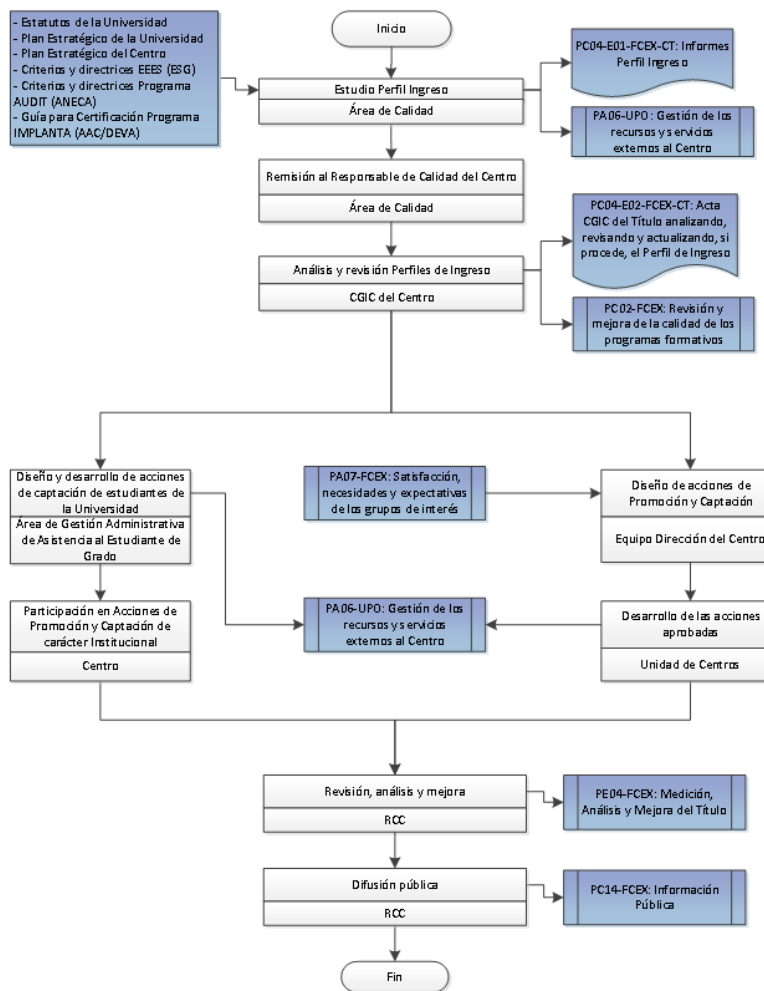 - Estatutos de la Universidad
- Plan Estratégico de la Universidad
- Plan Estratégico del Centro
- Criterios y directrices EEES (ESG)
- Criterios y directrices Programa
AUDIT (ANECA)
- Guía para Certificación Programa
IMPLANTA (AAC/DEVA)
Inicio
PC04-E01-FCEX-CT: Informes
Perfil Ingreso
Estudio Perfil Ingreso
Área de Calidad
PA06-UPO: Gestión de los
recursos y servicios
externos al Centro
Remisión al Responsable de Calidad del Centro
Área de Calidad
PC04-E02-FCEX-CT: Acta
CGIC del Título analizando,
revisando y actualizando, si
procede, el Perfil de Ingreso
Análisis y revisión Perfiles de Ingreso
CGIC del Centro
PC02-FCEX: Revisión y
mejora de la calidad de los
programas formativos
Diseño y desarrollo de acciones
de captación de estudiantes de
la Universidad
Área de Gestión Administrativa
de Asistencia al Estudiante de
Grado
PA07-FCEX: Satisfacción,
necesidades y expectativas
de los grupos de interés
Diseño de acciones de
Promoción y Captación
Equipo Dirección del Centro
Participación en Acciones de
Promoción y Captación de
carácter Institucional
Centro
PA06-UPO: Gestión de los
recursos y servicios
externos al Centro
Desarrollo de las acciones
aprobadas
Unidad de Centros
Revisión, análisis y mejora
RCC
PE04-FCEX: Medición,
Análisis y Mejora del Título
Difusión pública
RCC
PC14-FCEX: Información
Pública
Fin